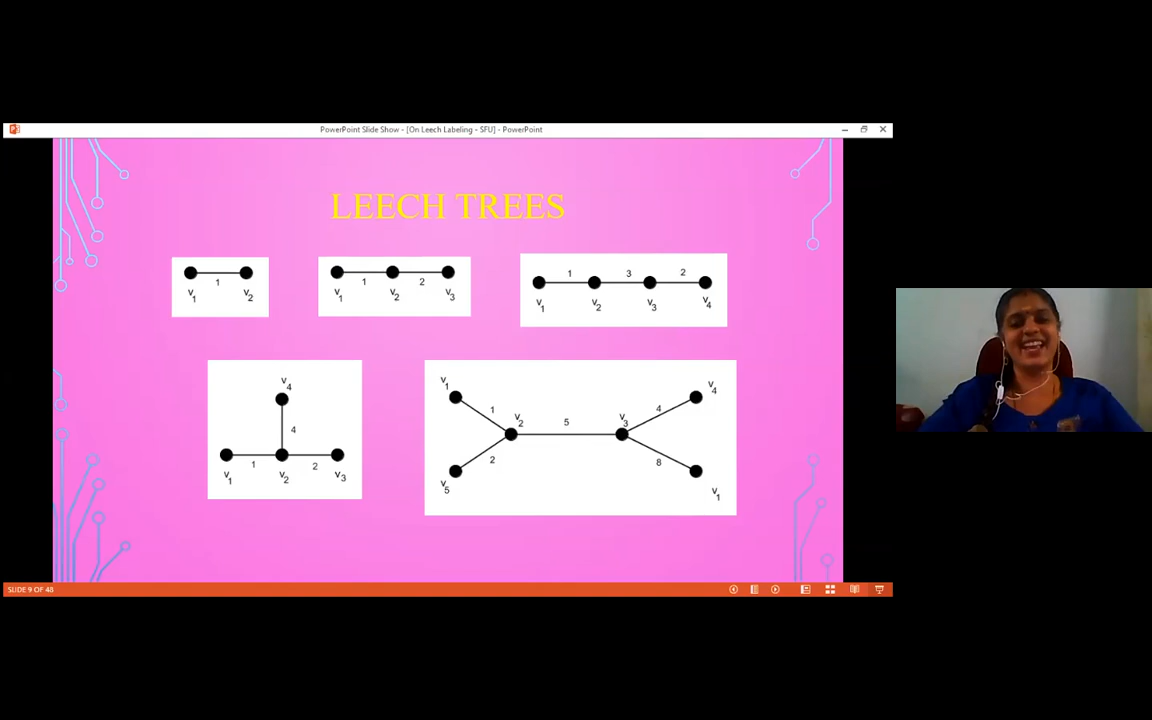 PowerPoint Slide Show - [On Leech Labeling - SFU] - PowerPoint
LEECH TREES
1
v1 v2
1 2
v1 v2 v3
1 3 2
v1 v2 v3 v4
v4
4
1 2
v1 v2 v3
v1 v4
1 v2 5 v3 4
2 8
v5 v1
SLIDE 9 OF 48